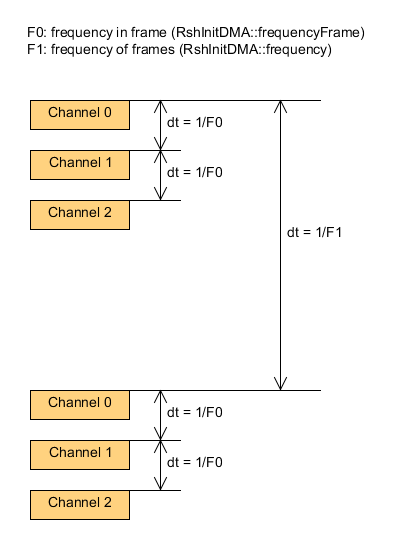 F0: frequency in frame (RshInitDMA::frequencyFrame)
F1: frequency of frames (RshInitDMA::frequency)
Channel 0
dt = 1/F0
Channel 1
dt = 1/F0
Channel 2
dt = 1/F1
Channel 0
dt = 1/F0
Channel 1
dt = 1/F0
Channel 2